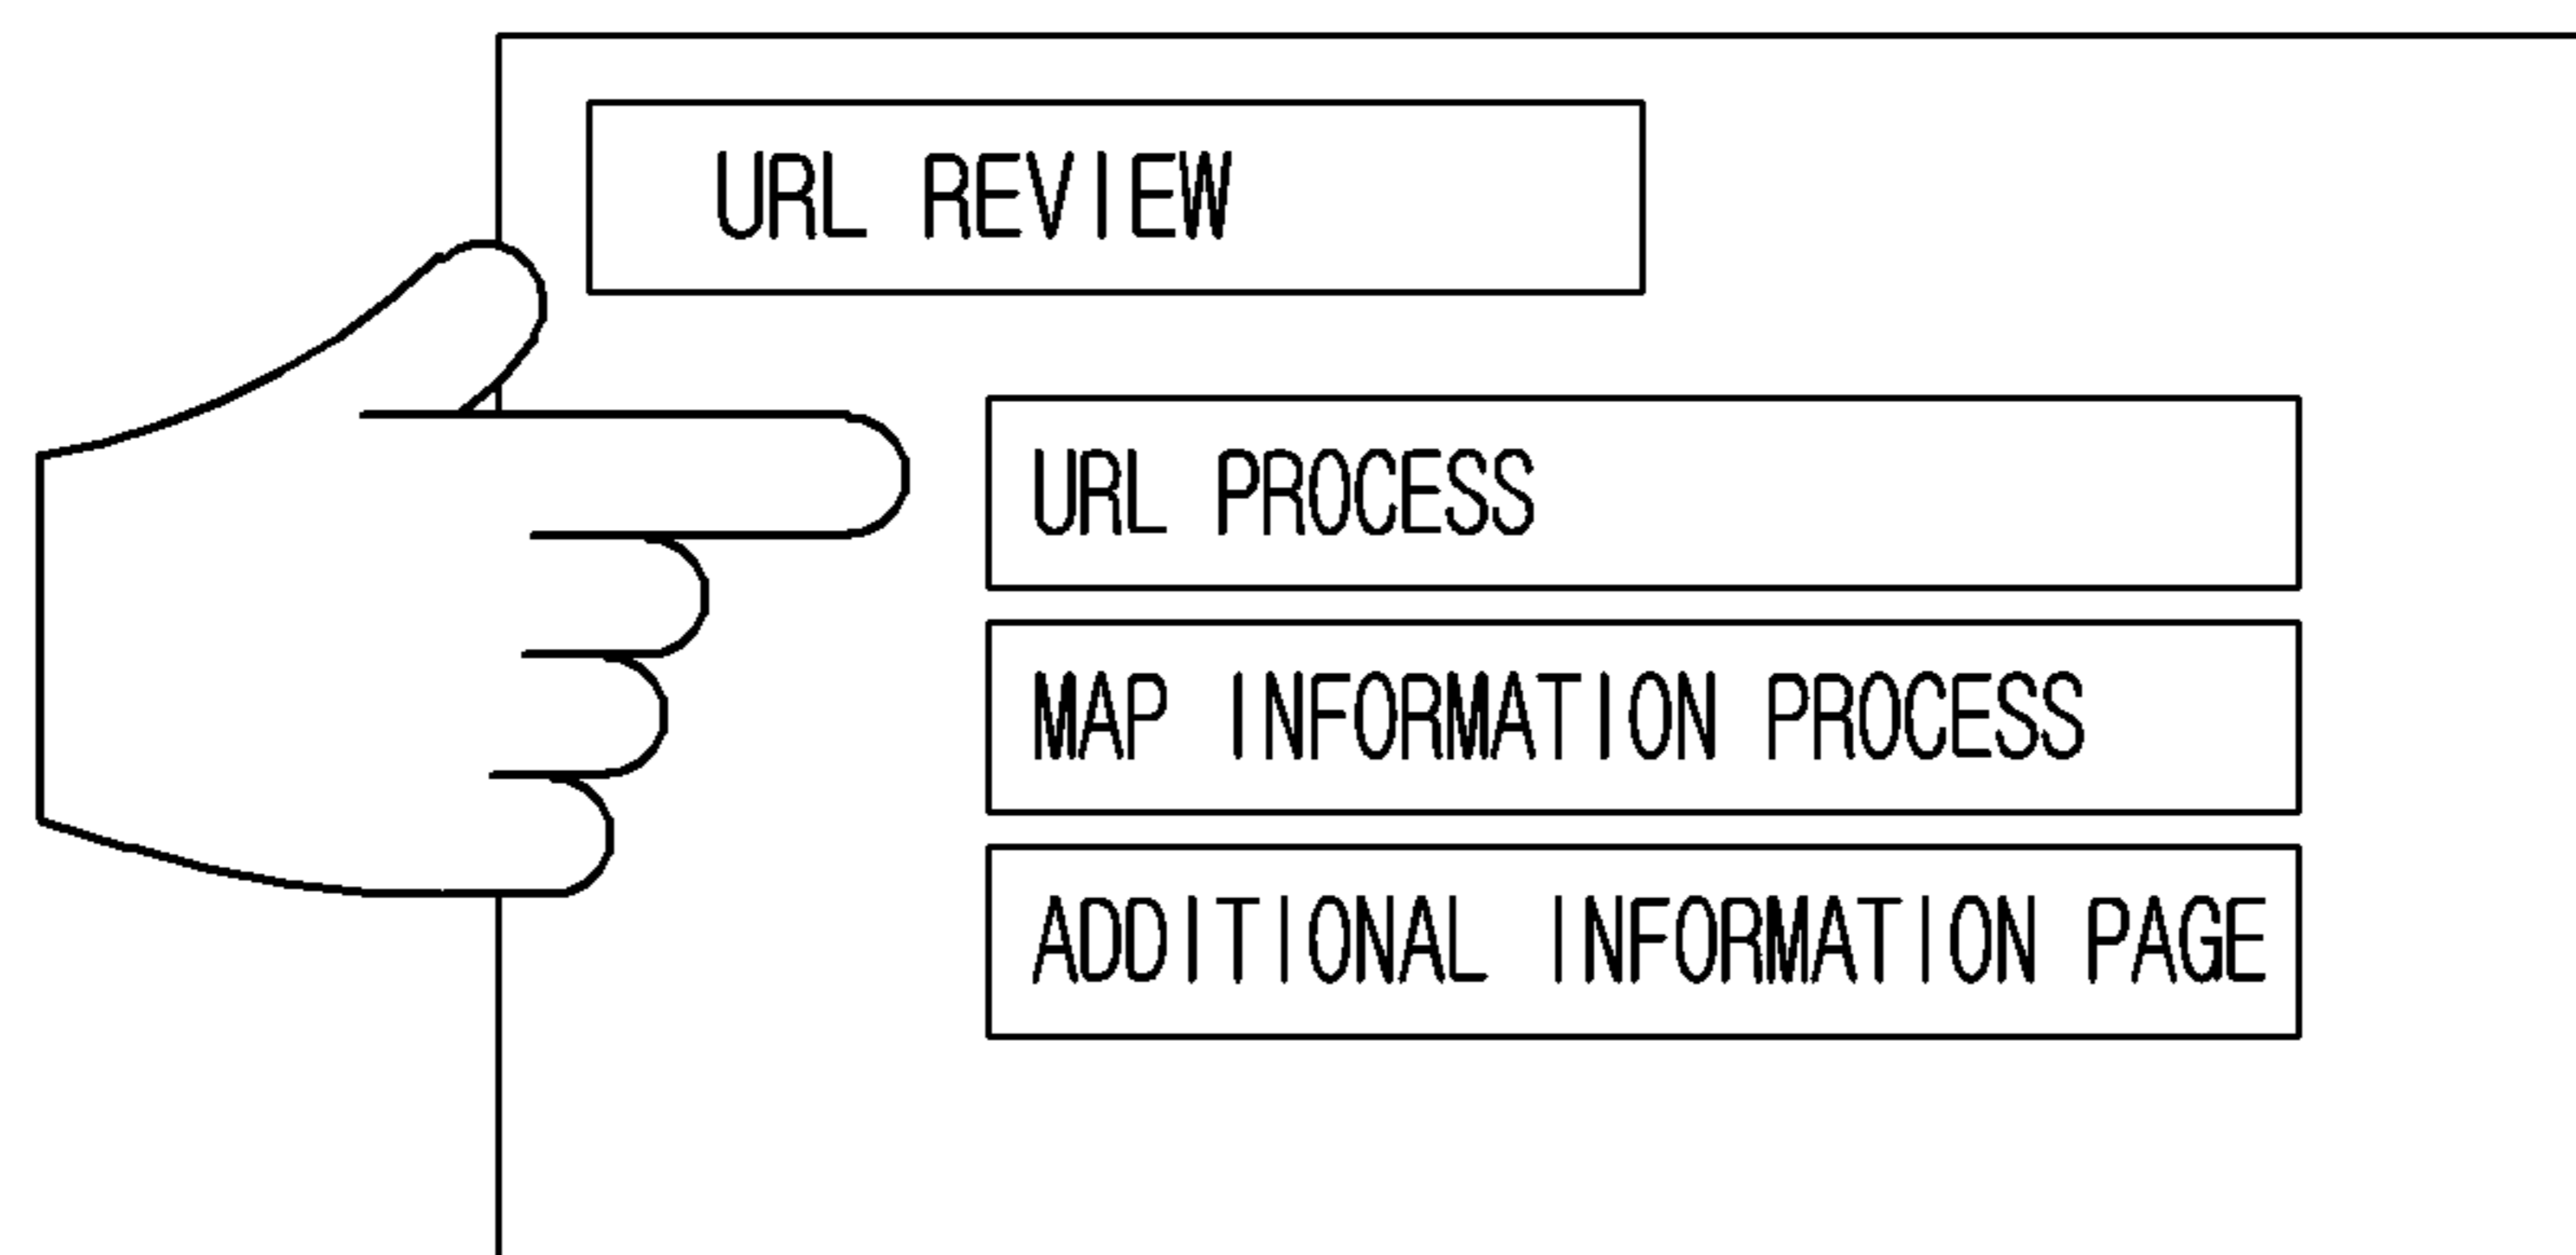 URL REVIEW
URL PROCESS
MAP INFORMATION PROCESS
ADDITIONAL INFORMATION PAGE